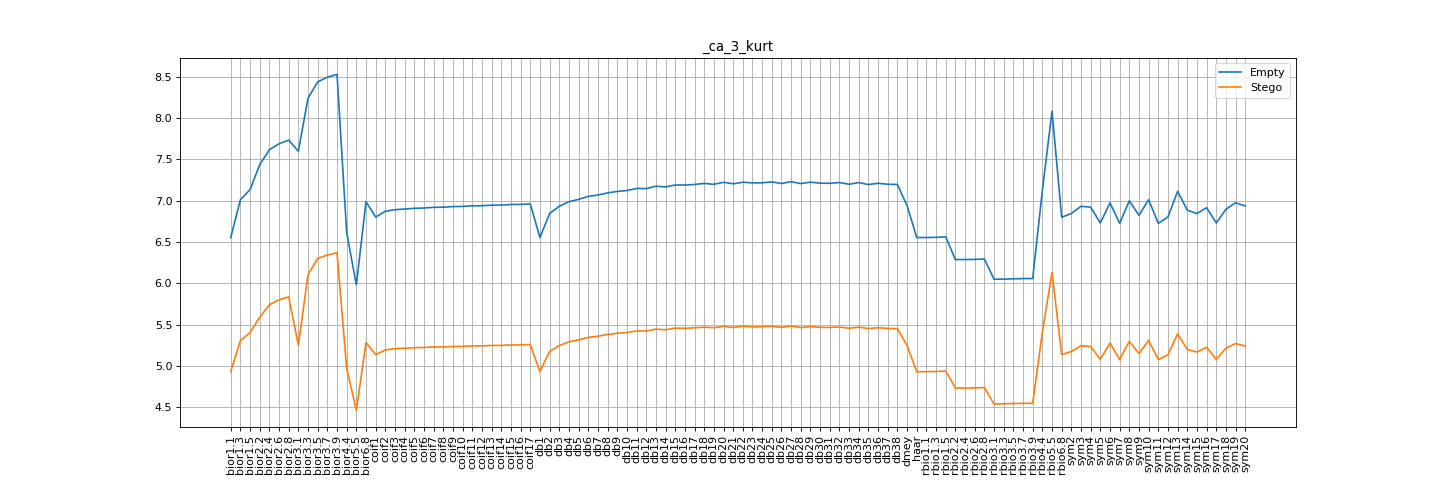 _ca_3_kurt
Empty
Stego
8.5
8.0
7.5
7.0
6.5
6.0
5.5
5.0
4.5
bior1.1
bior1.3
bior1.5
bior2.2
bior2.4
bior2.6
bior2.8
bior3.1
bior3.3
bior3.5
bior3.7
bior3.9
bior4.4
bior5.5
bior6.8
coif1
coif2
coif3
coif4
coif5
coif6
coif7
coif8
coif9
coif10
coif11
coif12
coif13
coif14
coif15
coif16
coif17
db1
db2
db3
db4
db5
db6
db7
db8
db9
db10
db11
db12
db13
db14
db15
db16
db17
db18
db19
db20
db21
db22
db23
db24
db25
db26
db27
db28
db29
db30
db31
db32
db33
db34
db35
db36
db37
db38
dmey
haar
rbio1.1
rbio1.3
rbio1.5
rbio2.2
rbio2.4
rbio2.6
rbio2.8
rbio3.1
rbio3.3
rbio3.5
rbio3.7
rbio3.9
rbio4.4
rbio5.5
rbio6.8
sym2
sym3
sym4
sym5
sym6
sym7
sym8
sym9
sym10
sym11
sym12
sym13
sym14
sym15
sym16
sym17
sym18
sym19
sym20